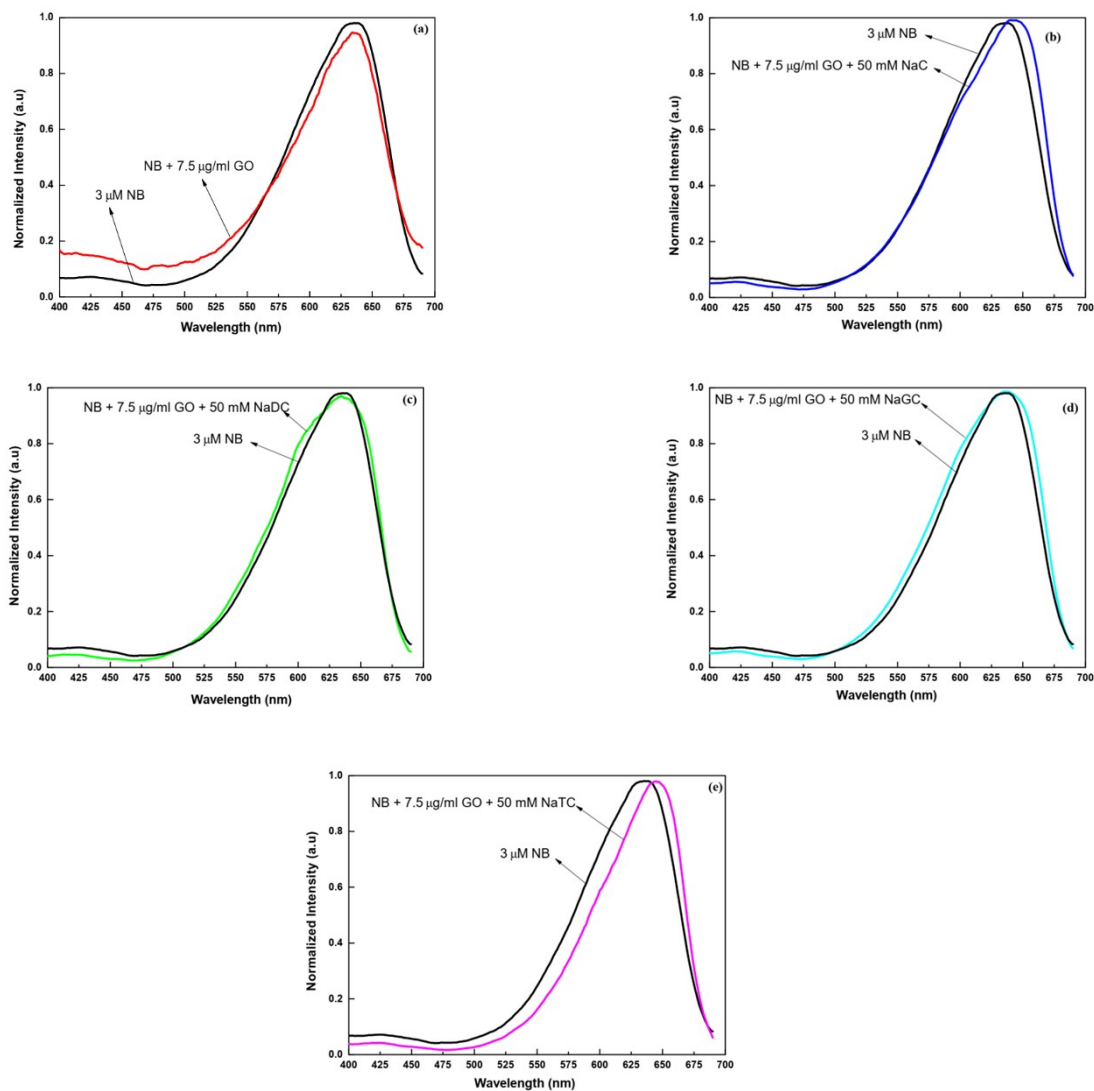 (a)
NB + 7.5 μg/ml GO
3 μM NB
Normalized Intensity (a.u)
1.0
0.8
0.6
0.4
0.2
0.0
400 425 450 475 500 525 550 575 600 625 650 675 700
Wavelength (nm)
(b)
3 μM NB
NB + 7.5 μg/ml GO + 50 mM NaC
Normalized Intensity (a.u)
1.0
0.8
0.6
0.4
0.2
0.0
400 425 450 475 500 525 550 575 600 625 650 675 700
Wavelength (nm)
(c)
NB + 7.5 μg/ml GO + 50 mM NaDC
3 μM NB
Normalized Intensity (a.u)
1.0
0.8
0.6
0.4
0.2
0.0
400 425 450 475 500 525 550 575 600 625 650 675 700
Wavelength (nm)
(d)
NB + 7.5 μg/ml GO + 50 mM NaGC
3 μM NB
Normalized Intensity (a.u)
1.0
0.8
0.6
0.4
0.2
0.0
400 425 450 475 500 525 550 575 600 625 650 675 700
Wavelength (nm)
(e)
NB + 7.5 μg/ml GO + 50 mM NaTC
3 μM NB
Normalized Intensity (a.u)
1.0
0.8
0.6
0.4
0.2
0.0
400 425 450 475 500 525 550 575 600 625 650 675 700
Wavelength (nm)